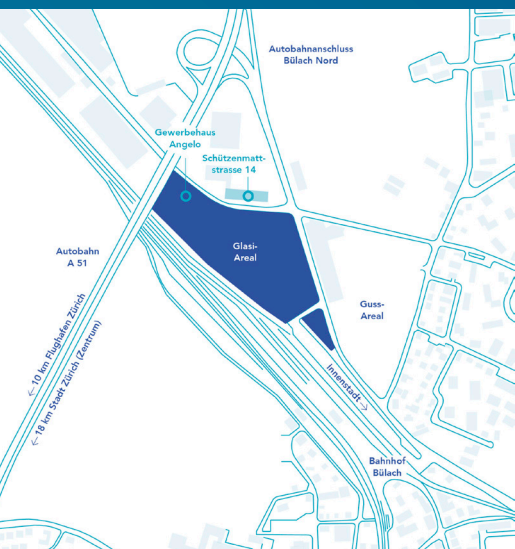 Autobahnanschluss
Bülach Nord
Gewerbehaus
Angelo
Schützenmatt-
strasse 14
Autobahn
A 51
Glasi-
Areal
Guss-
Areal
← 10 km Flughafen Zürich
← 18 km Stadt Zürich (Zentrum)
Innenstadt →
Bahnhof
Bülach